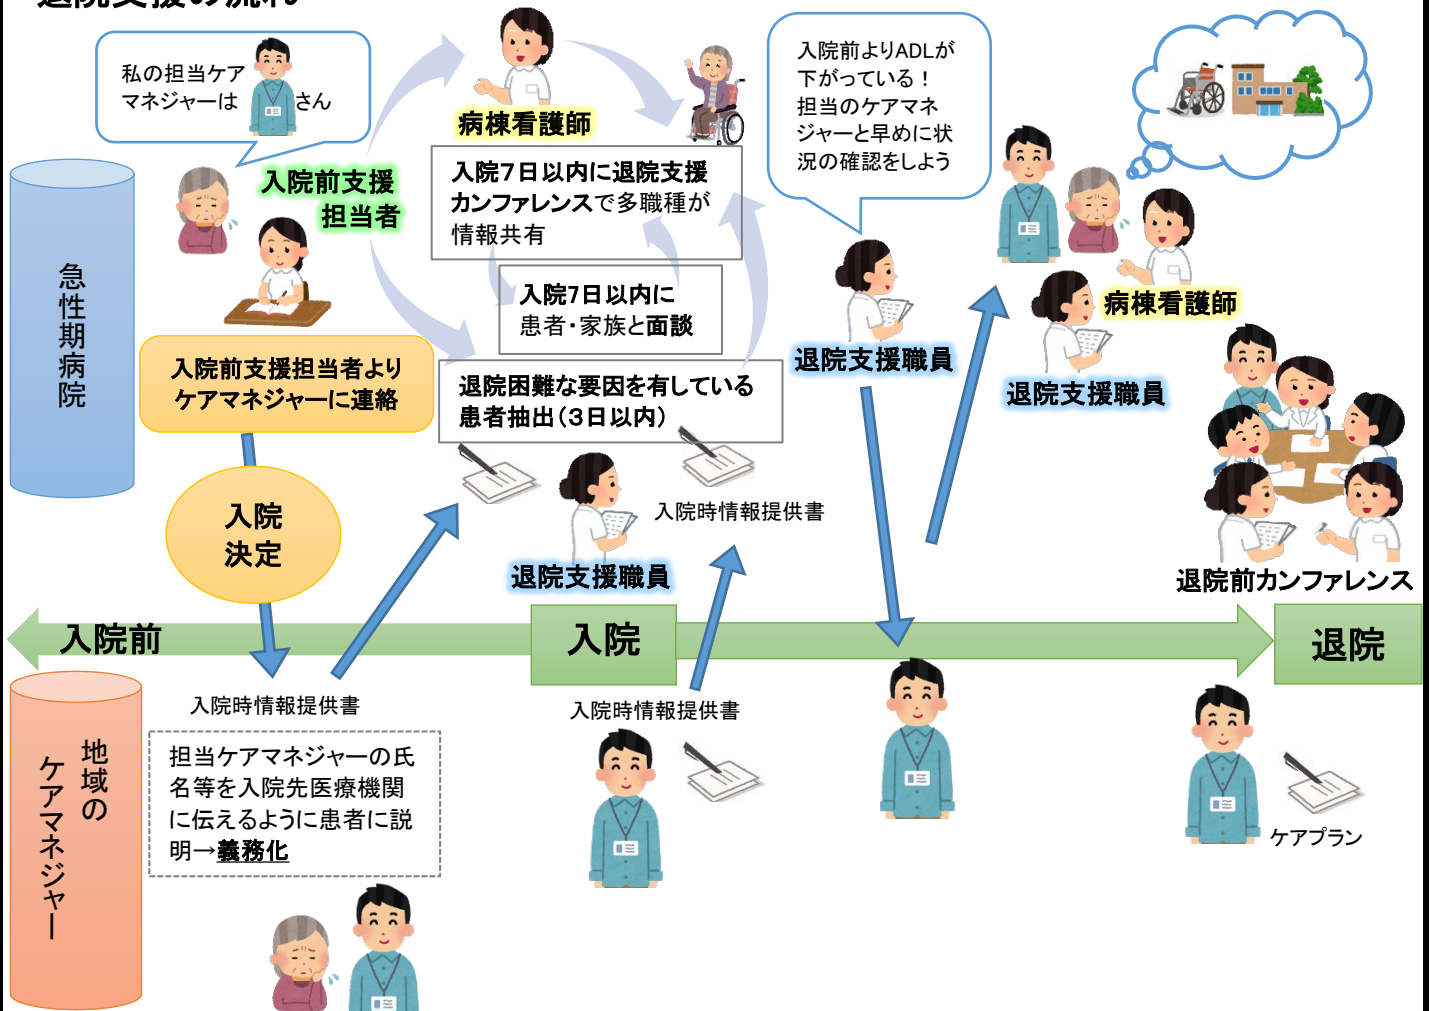 退院支援の流れ
私の担当ケア
マネジャーは
さん
病棟看護師
入院前支援
担当者
入院7日以内に退院支援
カンファレンスで多職種が
情報共有
入院7日以内に
患者・家族と面談
退院困難な要因を有している
患者抽出(3日以内)
入院時情報提供書
退院支援職員
入院前よりADLが
下がっている！
担当のケアマネ
ジャーと早めに状
況の確認をしよう
退院支援職員
病棟看護師
退院支援職員
退院前カンファレンス
急性期病院
入院前支援担当者より
ケアマネジャーに連絡
入院
決定
入院前
入院
退院
地域の
ケアマネジャー
入院時情報提供書
担当ケアマネジャーの氏
名等を入院先医療機関
に伝えるように患者に説
明→義務化
入院時情報提供書
ケアプラン